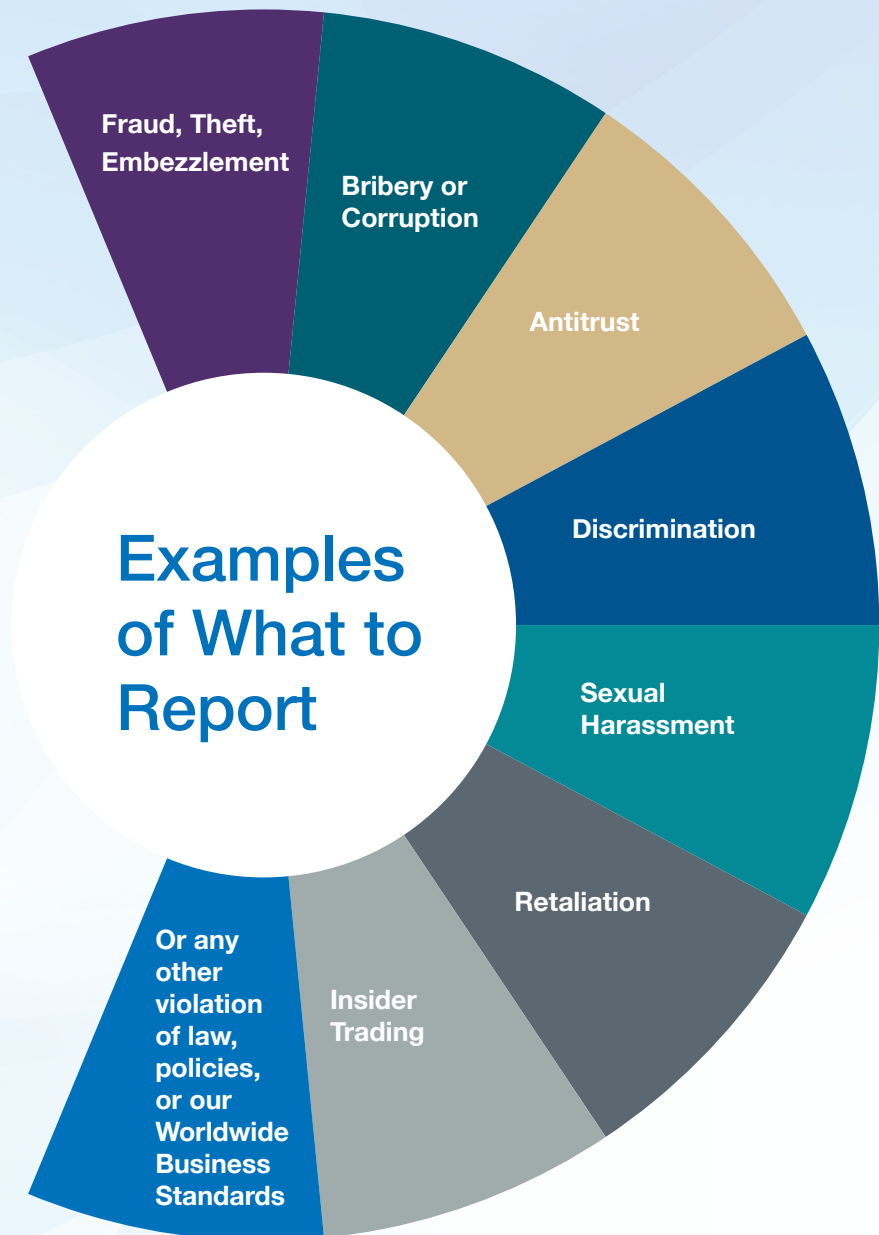 Fraud, Theft,
Embezzlement
Bribery or
Corruption
Antitrust
Discrimination
Examples
of What to
Report
Sexual
Harassment
Retaliation
Insider
Trading
Or any
other
violation
of law,
policies,
or our
Worldwide
Business
Standards